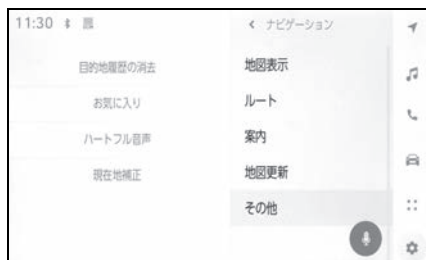 11:30
目的地履歴の消去
お気に入り
ハートフル音声
現在地補正
< ナビゲーション
地図表示
ルート
案内
地図更新
その他